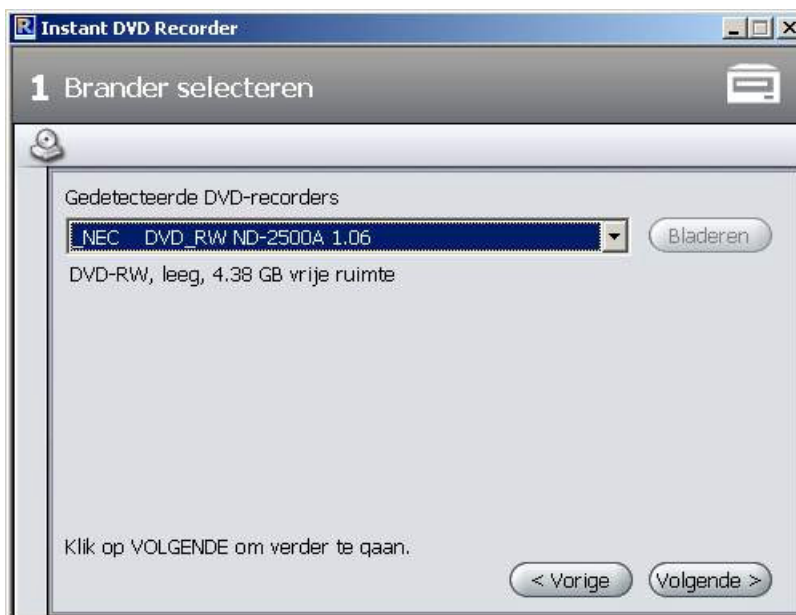 Instant DVD Recorder
1 Brander selecteren
Gedetecteerde DVD-recorders
_NEC DVD_RW ND-2500A 1.06
Bladeren
DVD-RW, leeg, 4.38 GB vrije ruimte
Klik op VOLGENDE om verder te gaan.
< Vorige
Volgende >